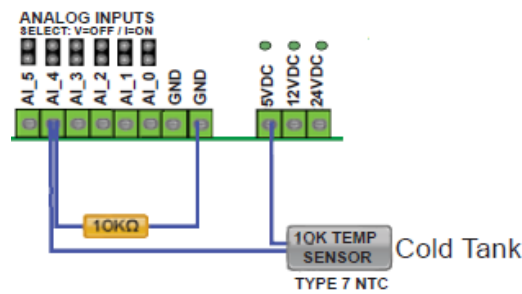 ANALOG INPUTS
SELECT: V=OFF / I=ON
AI_5
AI_4
AI_3
AI_2
AI_1
AI_0
GND
GND
5VDC
12VDC
24VDC
10KΩ
10K TEMP
SENSOR
Cold Tank
TYPE 7 NTC